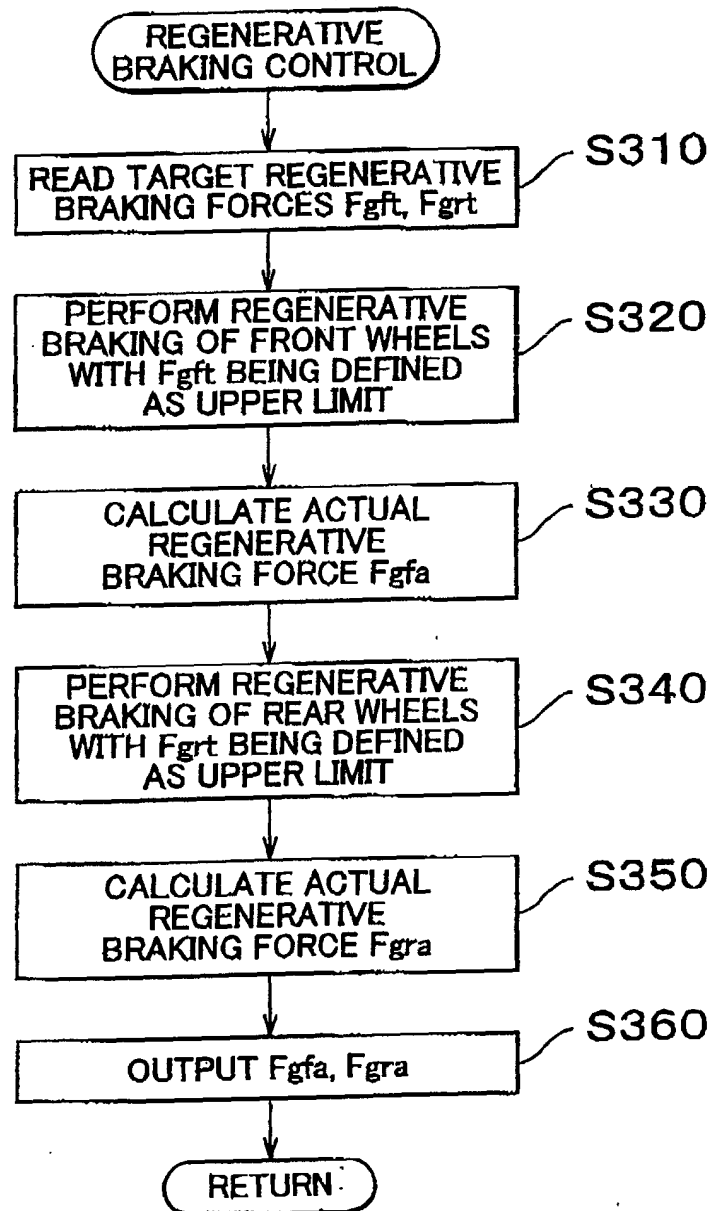 REGENERATIVE
BRAKING CONTROL
S310
READ TARGET REGENERATIVE
BRAKING FORCES Fgft, Fgrt
S320
PERFORM REGENERATIVE
BRAKING OF FRONT WHEELS
WITH Fgft BEING DEFINED
AS UPPER LIMIT
S330
CALCULATE ACTUAL
REGENERATIVE
BRAKING FORCE Fgfa
S340
PERFORM REGENERATIVE
BRAKING OF REAR WHEELS
WITH Fgrt BEING DEFINED
AS UPPER LIMIT
S350
CALCULATE ACTUAL
REGENERATIVE
BRAKING FORCE Fgra
S360
OUTPUT Fgfa, Fgra
RETURN